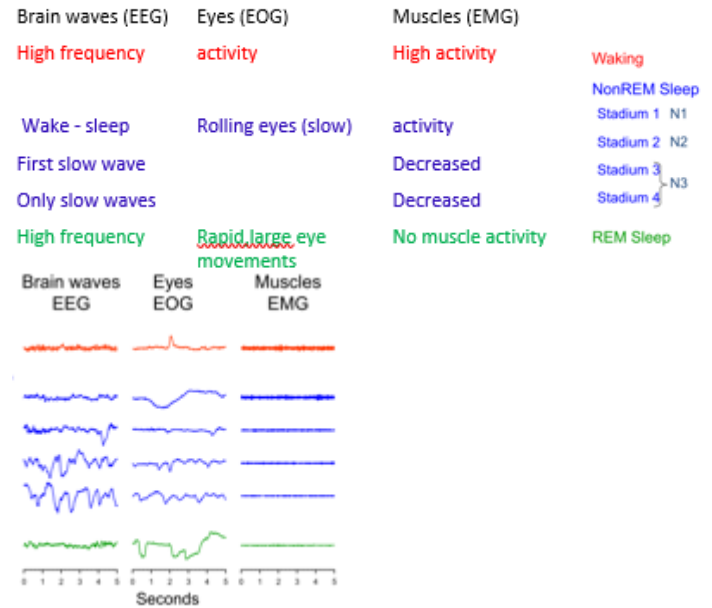 Brain waves (EEG) Eyes (EOG) Muscles (EMG)
High frequency activity High activity Waking
NonREM Sleep
Stadium 1 N1
Wake - sleep Rolling eyes (slow) activity
Stadium 2 N2
First slow wave Decreased Stadium 3
N3
Only slow waves Decreased Stadium 4
High frequency Rapid,large eye No muscle activity REM Sleep
movements
Brain waves Eyes Muscles
EEG EOG EMG
0 1 2 3 4 5 0 1 2 3 4 5 0 1 2 3 4 5
Seconds